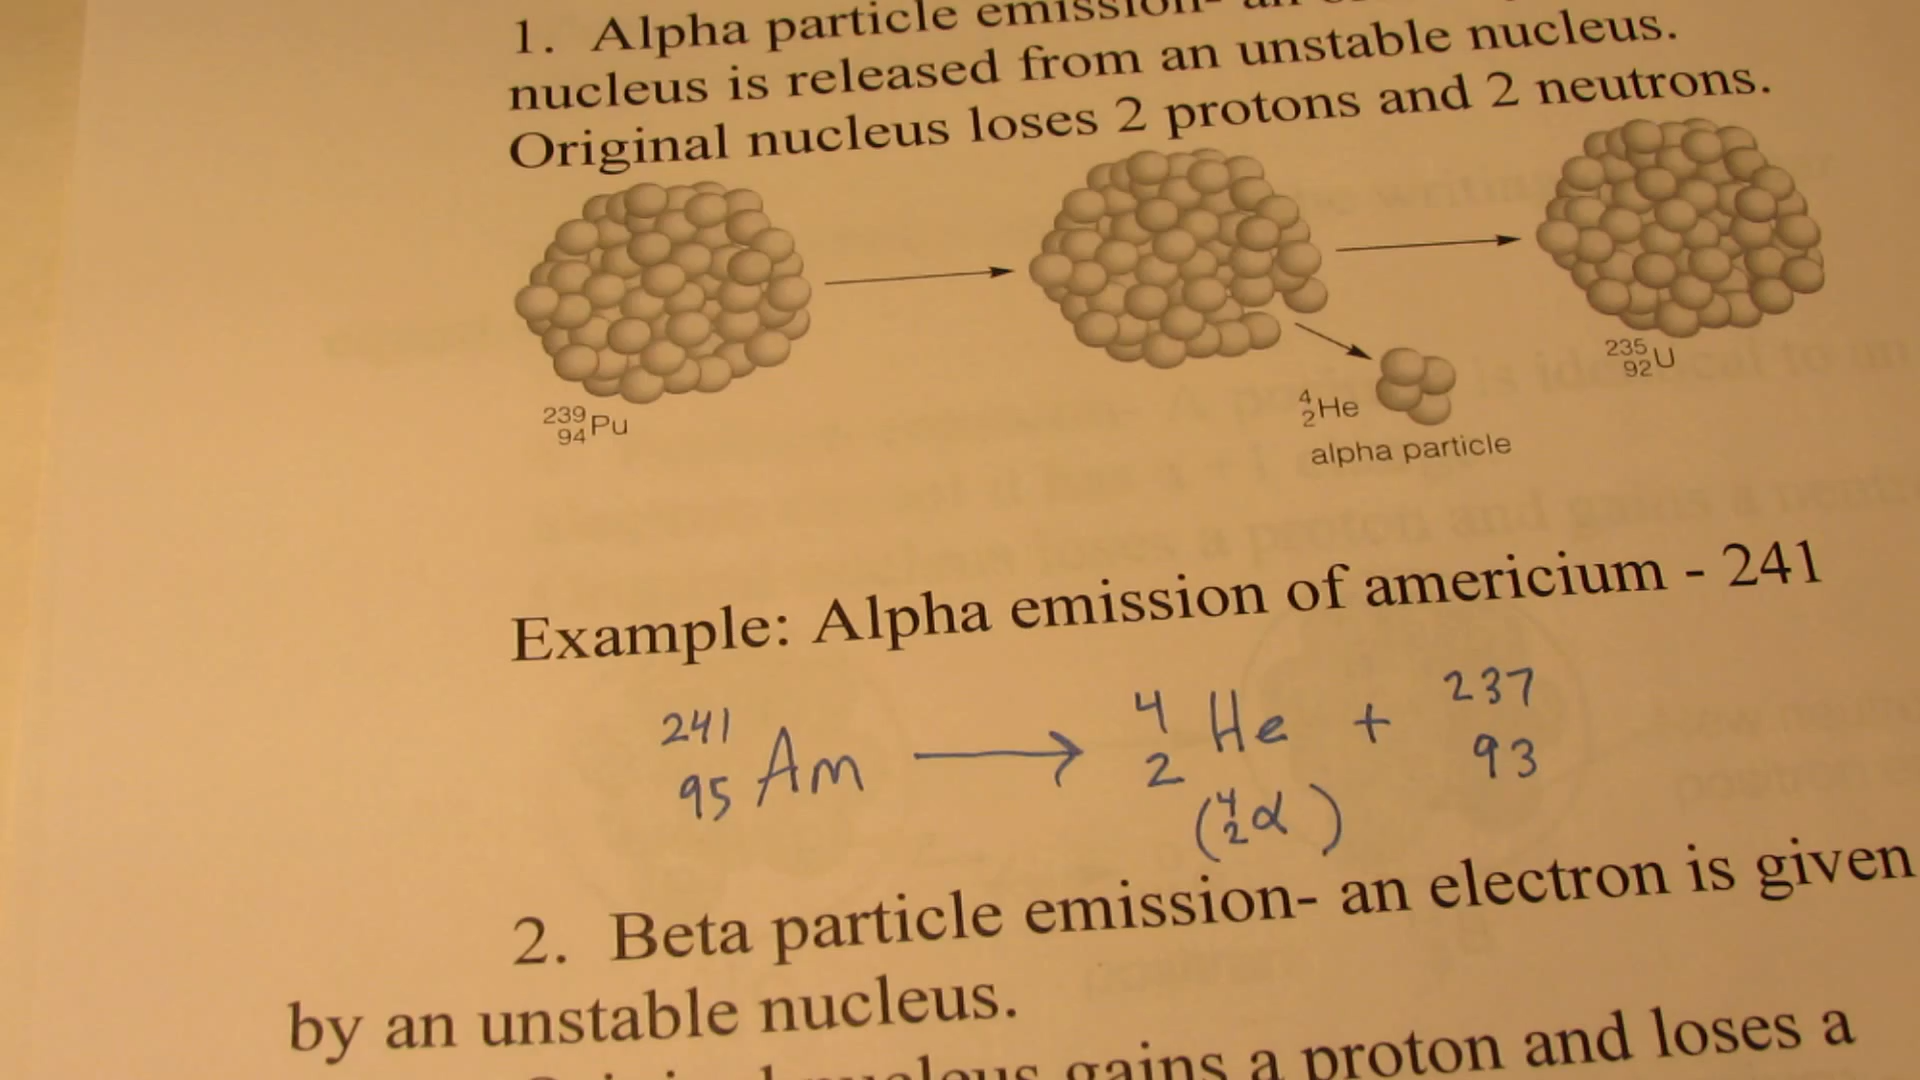 1. Alpha particle emission- an
nucleus is released from an unstable nucleus.
Original nucleus loses 2 protons and 2 neutrons.
239
94 Pu
4
2 He
alpha particle
235
92 U
Example: Alpha emission of americium - 241
241
95 Am → 4
2 He + 237
93
(4
2 α)
2. Beta particle emission- an electron is given
by an unstable nucleus.
gains a proton and loses a